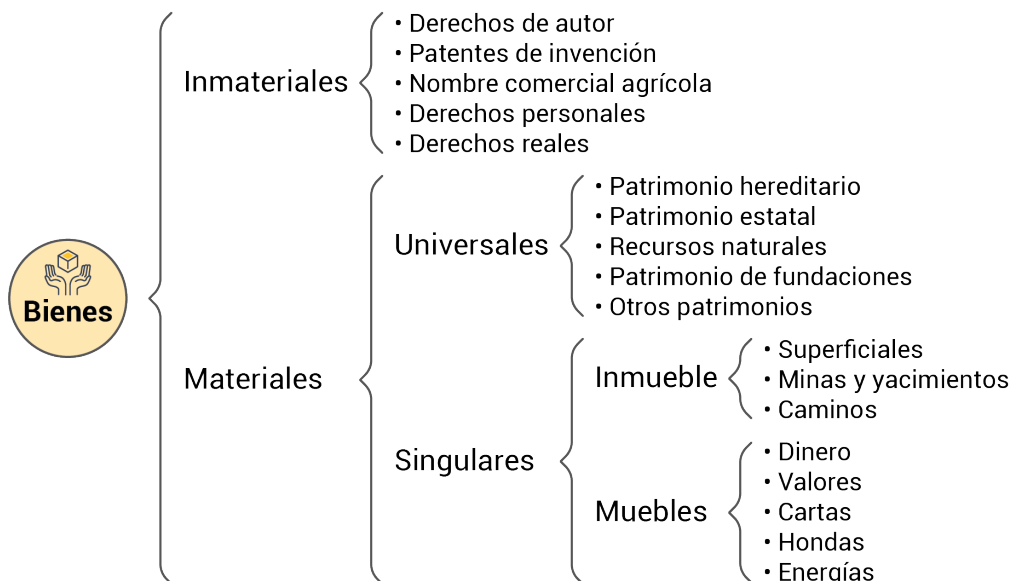 Bienes
Inmateriales
• Derechos de autor
• Patentes de invención
• Nombre comercial agrícola
• Derechos personales
• Derechos reales
Materiales
Universales
• Patrimonio hereditario
• Patrimonio estatal
• Recursos naturales
• Patrimonio de fundaciones
• Otros patrimonios
Singulares
Inmueble
• Superficiales
• Minas y yacimientos
• Caminos
Muebles
• Dinero
• Valores
• Cartas
• Hondas
• Energías